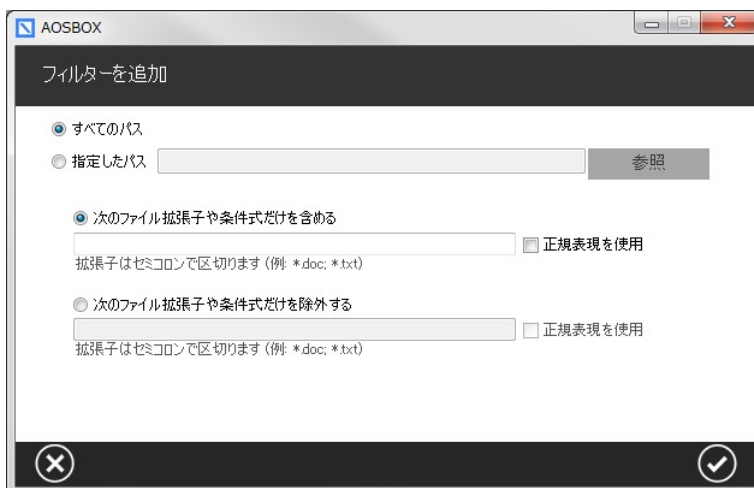 AOSBOX
フィルターを追加
すべてのパス
指定したパス 参照
次のファイル拡張子や条件式だけを含める
正規表現を使用
拡張子はセミコロンで区切ります (例: *.doc; *.txt)
次のファイル拡張子や条件式だけを除外する
正規表現を使用
拡張子はセミコロンで区切ります (例: *.doc; *.txt)